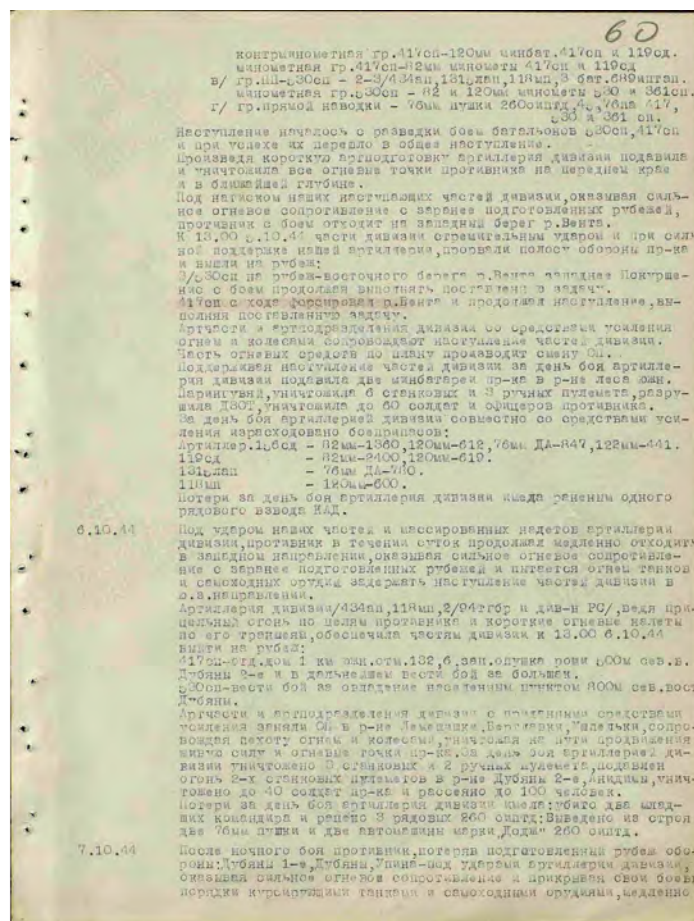 60
контрминометная гр.417сп-120мм минбат.417сп и 119сд.
минометная гр.417сп-82мм минометы 417сп и 119сд
в/ гр.ПП-530сп - 2-3/434ап,1315лап,118мп,3 бат.689иптап.
минометная гр.530сп - 82 и 120мм минометы 530 и 361сп.
г/ гр.прямой наводки - 76мм пушки 260оиптд,45,76па 417,
530 и 361 сп.
Наступление началось с разведки боем батальонов 530сп,417сп
и при успехе их перешло в общее наступление.
Произведя короткую артподготовку артиллерия дивизии подавила
и уничтожила все огневые точки противника на переднем крае
и в ближайшей глубине.
Под натиском наших наступающих частей дивизии,оказывая силь-
ное огневое сопротивление с заранее подготовленных рубежей,
противник с боем отходит на западный берег р.Вента.
К 13.00 5.10.44 части дивизии стремительным ударом и при силь
ной поддержке нашей артиллерии,прорвали полосу обороны пр-ка
и вышли на рубеж:
3/530сп на рубеж-восточного берега р.Вента западнее Покурше-
нис с боем продолжая выполнять поставленную задачу.
417сп с хода форсировал р.Вента и продолжал наступление,вы-
полняя поставленную задачу.
Артчасти и артподразделения дивизии со средствами усиления
огнем и колесами сопровождают наступление частей дивизии.
Часть огневых средств по плану производит смену ОП.
Поддерживая наступление частей дивизии за день боя артилле-
рия дивизии подавила две минбатареи пр-ка в р-не леса южн.
уничтожила 6 станковых и 3 ручных пулемета,разру-
шила ДЗОТ,уничтожила до 60 солдат и офицеров противника.
За день боя артиллерией дивизии совместно со средствами уси-
ления израсходовано боеприпасов:
Артиллер.156сд - 82мм-1360,120мм-612,76мм ДА-847,122мм-441.
119сд - 82мм-2400,120мм-619.
1315лап - 76мм ДА-780.
118мп - 120мм-600.
Потери за день боя артиллерия дивизии имела раненым одного
рядового взвода
6.10.44 Под ударом наших частей и массированных налетов артиллерии
дивизии,противник в течении суток продолжал медленно отходить
в западном направлении,оказывая сильное огневое сопротивле-
ние с заранее подготовленных рубежей и пытается огнем танков
и самоходных орудий задержать наступление частей дивизии в
ю.з.направлении.
Артиллерия дивизии/434ап,118мп,2/94тгбр и див-н РС/,ведя при-
цельный огонь по целям противника и короткие огневые налеты
по его траншеям,обеспечила частям дивизии к 13.00 6.10.44
выйти на рубеж:
417сп-отд.дом 1 км южн.отм.132,6,зап.опушка рощи 500м сев.в.
Дубяны 2-е и в дальнейшем вести бой за большак.
530сп-вести бой за овладение населенным пунктом 800м сев.вост
Дубяны.
Артчасти и артподразделения дивизии с приданными средствами
усиления заняли ОП в р-не сопро-
вождая пехоту огнем и колесами,уничтожая на пути продвижения
живую силу и огневые точки пр-ка.За день боя артиллерией ди-
визии уничтожено 3 станковых и 2 ручных пулемета,подавлен
огонь 2-х станковых пулеметов в р-не Дубяны 2-е, унич-
тожено до 40 солдат пр-ка и рассеяно до 100 человек.
Потери за день боя артиллерия дивизии имела:убито два млад-
ших командира и ранено 3 рядовых 260 оиптд:Выведено из строя
две 76мм пушки и две автомашины марки"Додж" 260 оиптд.
7.10.44 После ночного боя противник,потеряв подготовленный рубеж обо-
роны:Дубяны 1-е,Дубяны,Упина-под ударами артиллерии дивизии,
оказывая сильное огневое сопротивление и прикрывая свои боевы
порядки курсирующими танками и самоходными орудиями,медленно